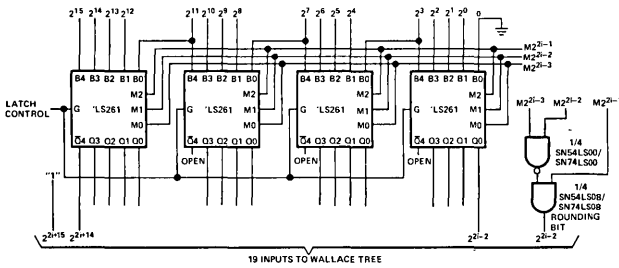 2^15 2^14 2^13 2^12 2^11 2^10 2^9 2^8 2^7 2^6 2^5 2^4 2^3 2^2 2^1 2^0 0
M2^2i-1
M2^2i-2
M2^2i-3
B4 B3 B2 B1 B0 B4 B3 B2 B1 B0 B4 B3 B2 B1 B0 B4 B3 B2 B1 B0
M2 M2 M2 M2
LATCH
CONTROL
G 'LS261 M1 G 'LS261 M1 G 'LS261 M1 G 'LS261 M1
M0 M0 M0 M0
Q̅4 Q3 Q2 Q1 Q0 Q̅4 Q3 Q2 Q1 Q0 Q̅4 Q3 Q2 Q1 Q0 Q̅4 Q3 Q2 Q1 Q0
OPEN OPEN OPEN
M2^2i-3 M2^2i-2 M2^2i-
1/4
SN54LS00/
SN74LS00
1/4
SN54LS08/
SN74LS08
ROUNDING
BIT
"1"
2^2i+15 2^2i+14 2^2i-2 2^2i-2
19 INPUTS TO WALLACE TREE